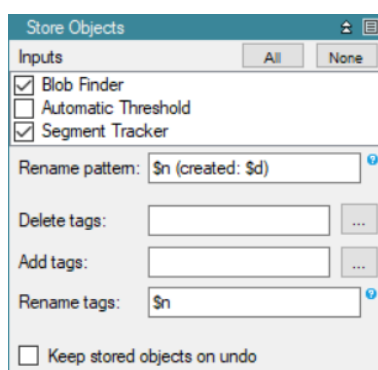 Store Objects
Inputs All None
Blob Finder
Automatic Threshold
Segment Tracker
Rename pattern: $n (created: $d)
Delete tags: ...
Add tags: ...
Rename tags: $n
Keep stored objects on undo